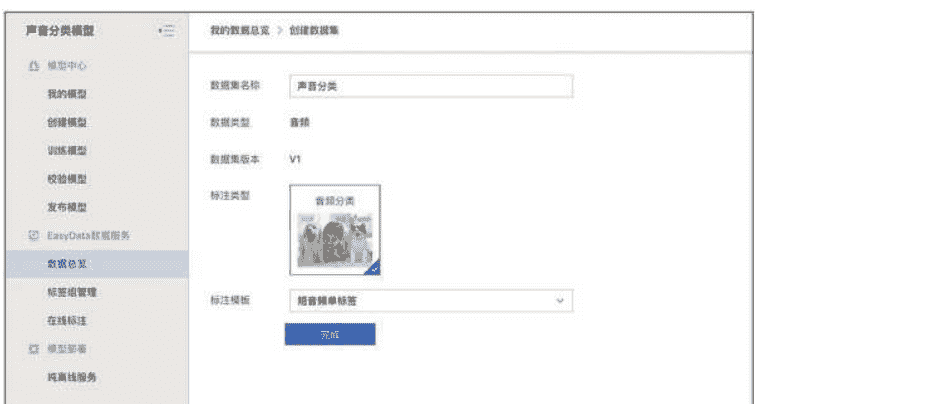 声音分类模型
我的数据总览 > 创建数据集
模型中心
我的模型
创建模型
训练模型
校验模型
发布模型
EasyData数据服务
数据总览
标签组管理
在线标注
模型部署
纯离线服务
数据集名称 声音分类
数据类型 音频
数据集版本 V1
标注类型
音频分类
标注模板 短音频单标签
完成